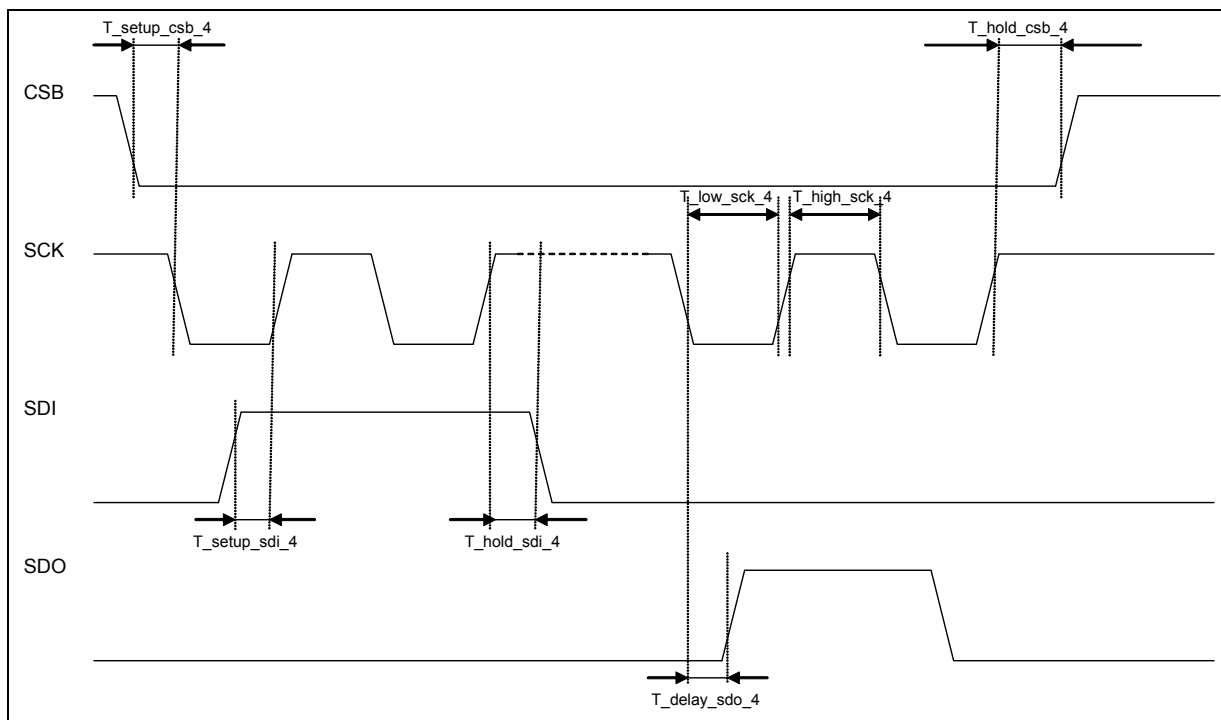 T_setup_csb_4
T_hold_csb_4
CSB
T_low_sck_4
T_high_sck_4
SCK
SDI
T_setup_sdi_4
T_hold_sdi_4
SDO
T_delay_sdo_4